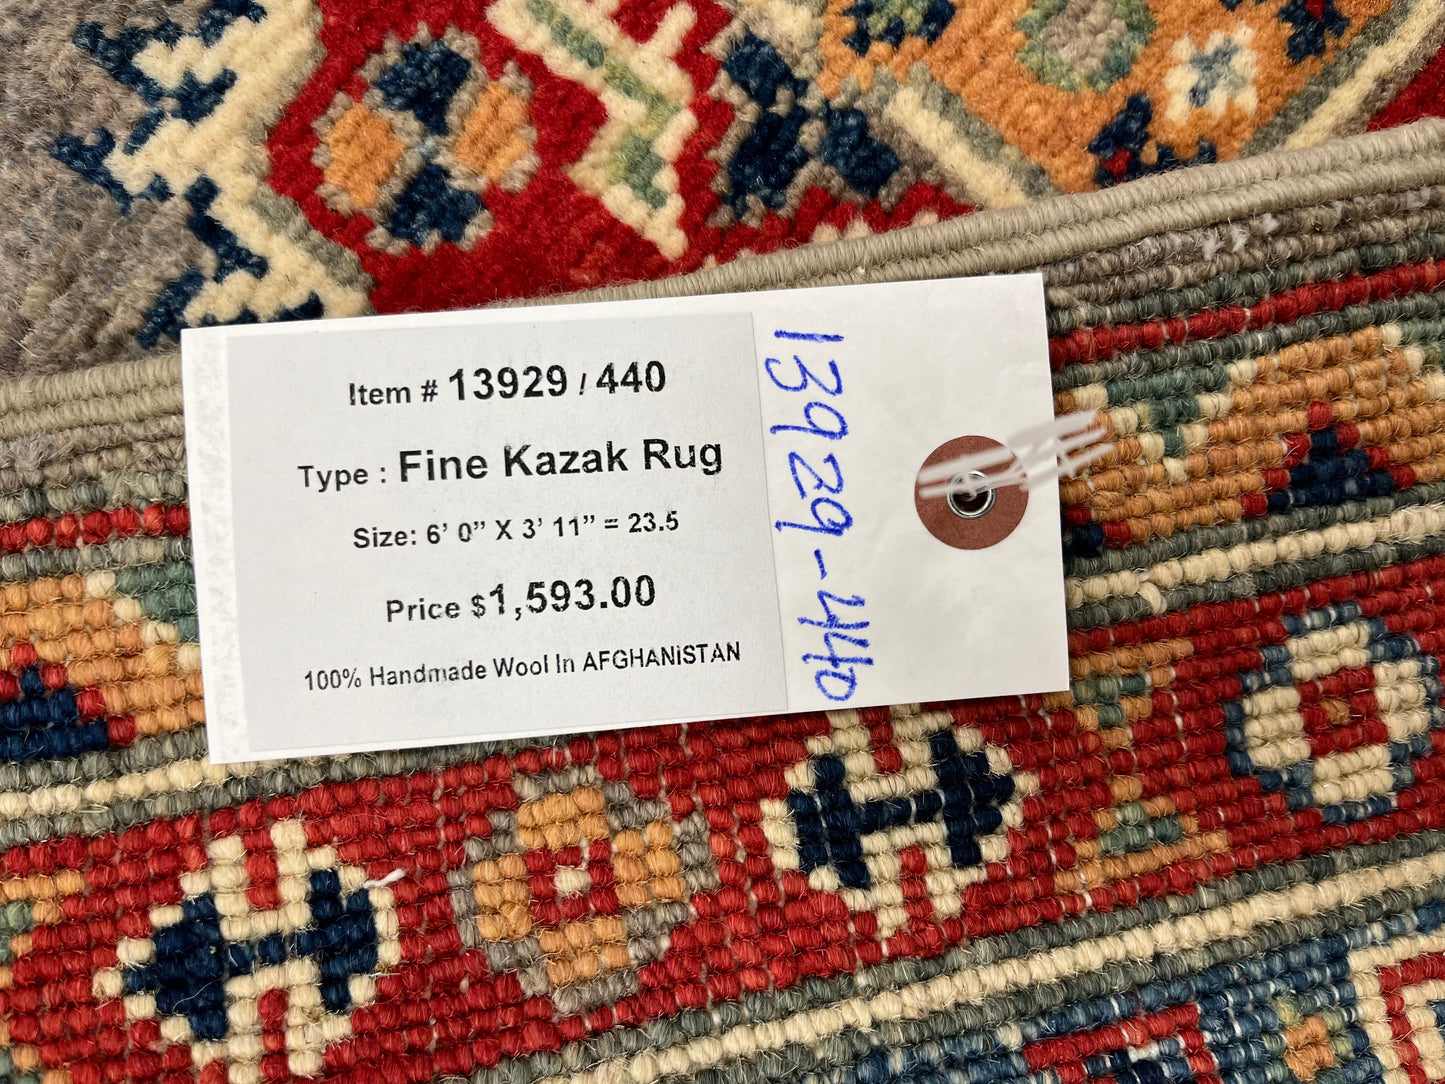 Item # 13929 / 440
Type : Fine Kazak Rug
Size: 6' 0" X 3' 11" = 23.5
Price $1,593.00
100% Handmade Wool In AFGHANiSTAN
13929-440